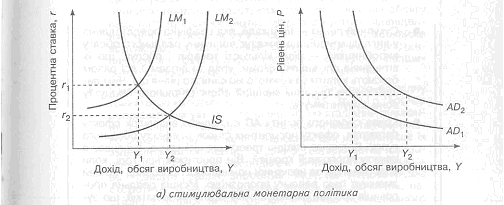 Процентна ставка, r
LM1
LM2
r1
r2
IS
Y1
Y2
Дохід, обсяг виробництва, Y
Рівень цін, P
AD2
AD1
Y1
Y2
Дохід, обсяг виробництва, Y
а) стимулювальна монетарна політика